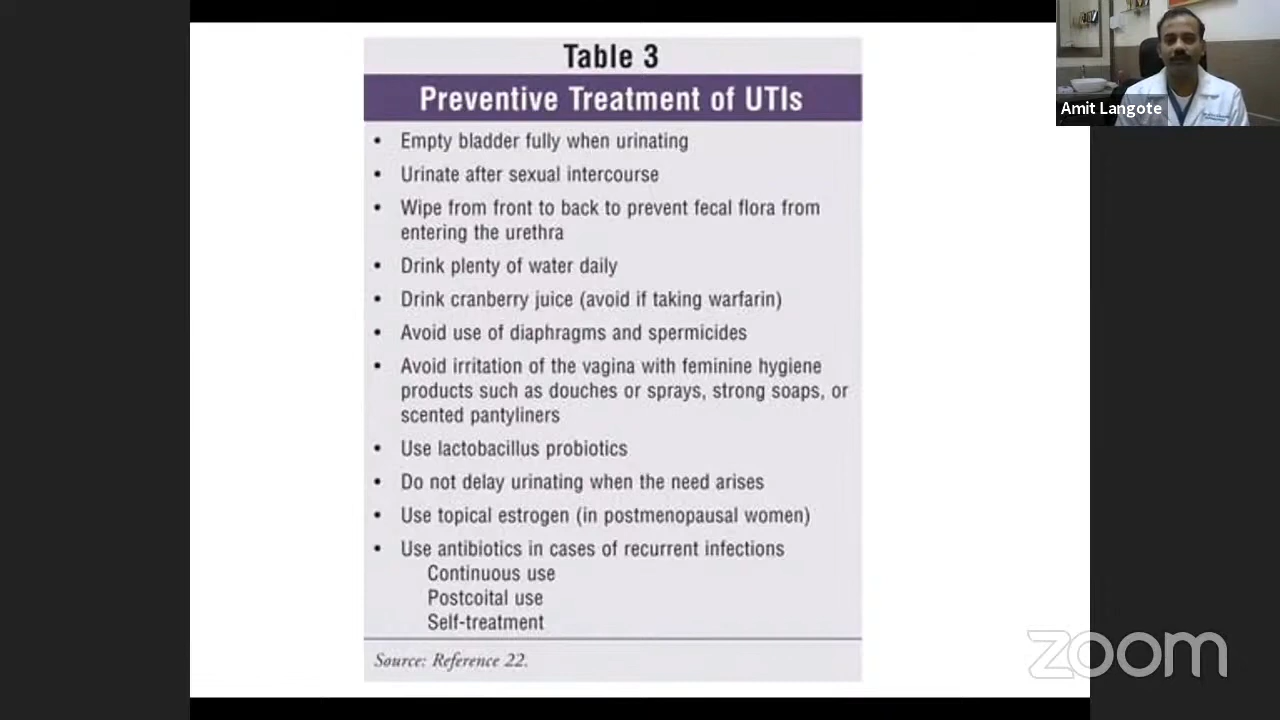 Table 3
Preventive Treatment of UTIs
• Empty bladder fully when urinating
• Urinate after sexual intercourse
• Wipe from front to back to prevent fecal flora from
entering the urethra
• Drink plenty of water daily
• Drink cranberry juice (avoid if taking warfarin)
• Avoid use of diaphragms and spermicides
• Avoid irritation of the vagina with feminine hygiene
products such as douches or sprays, strong soaps, or
scented pantyliners
• Use lactobacillus probiotics
• Do not delay urinating when the need arises
• Use topical estrogen (in postmenopausal women)
• Use antibiotics in cases of recurrent infections
Continuous use
Postcoital use
Self-treatment
Source: Reference 22.
Amit Langote
zoom